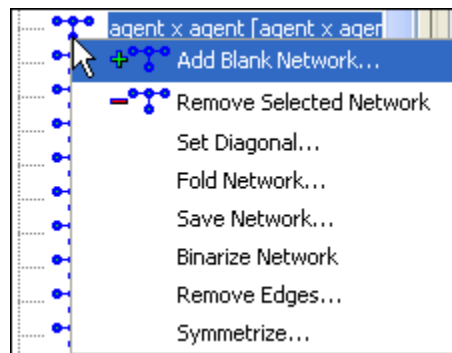 agent x agent [agent x agen
Add Blank Network...
Remove Selected Network
Set Diagonal...
Fold Network...
Save Network...
Binarize Network
Remove Edges...
Symmetrize...